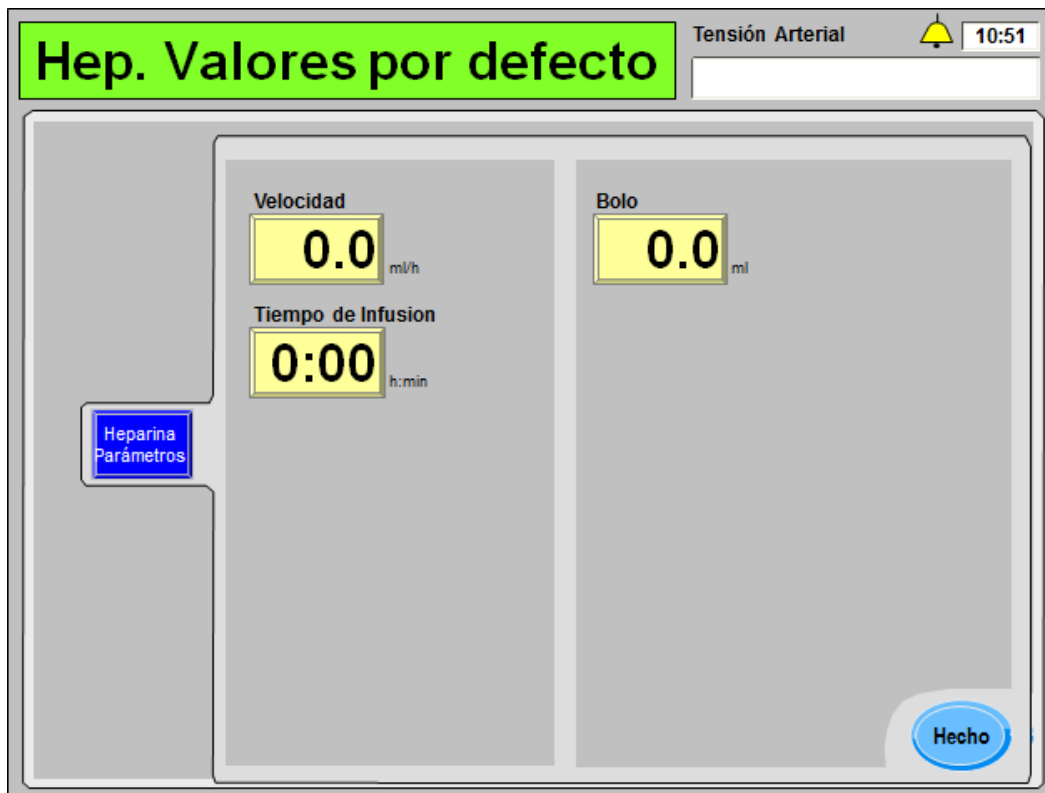 Hep. Valores por defecto
Tensión Arterial
10:51
Velocidad
0.0 ml/h
Bolo
0.0 ml
Tiempo de Infusion
0:00 h:min
Heparina
Parámetros
Hecho